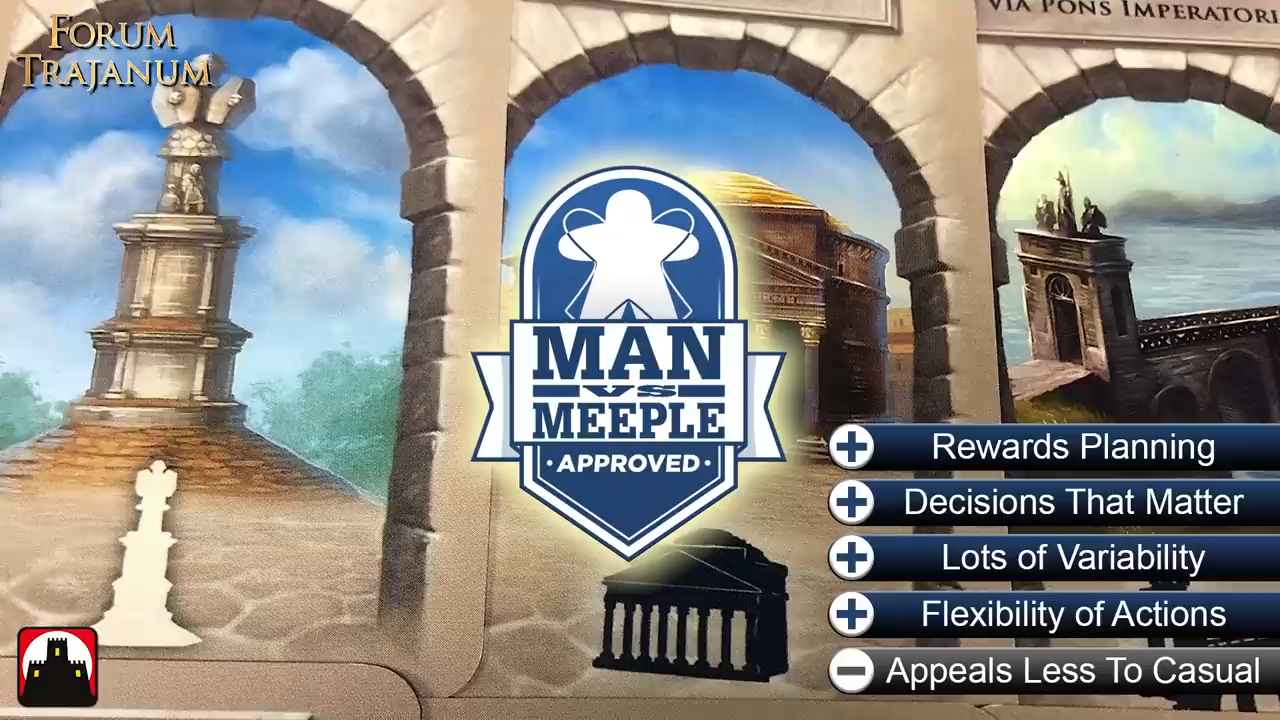 FORUM
TRAJANUM
VIA PONS IMPERATORI
MAN
VS
MEEPLE
·APPROVED·
Rewards Planning
Decisions That Matter
Lots of Variability
Flexibility of Actions
Appeals Less To Casual